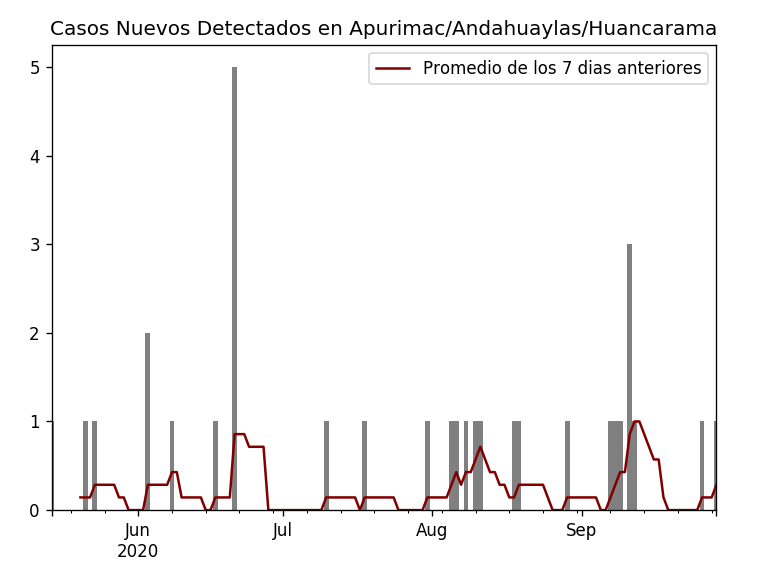 Casos Nuevos Detectados en Apurimac/Andahuaylas/Huancarama
Promedio de los 7 dias anteriores
5
4
3
2
1
0
Jun
2020
Jul
Aug
Sep